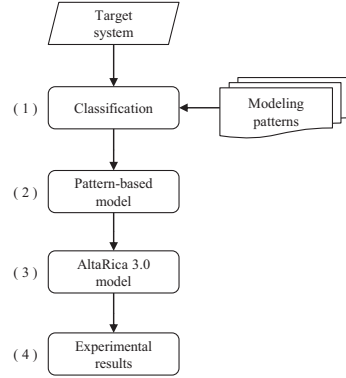 Target
system
( 1 )
Classification
Modeling
patterns
( 2 )
Pattern-based
model
( 3 )
AltaRica 3.0
model
( 4 )
Experimental
results